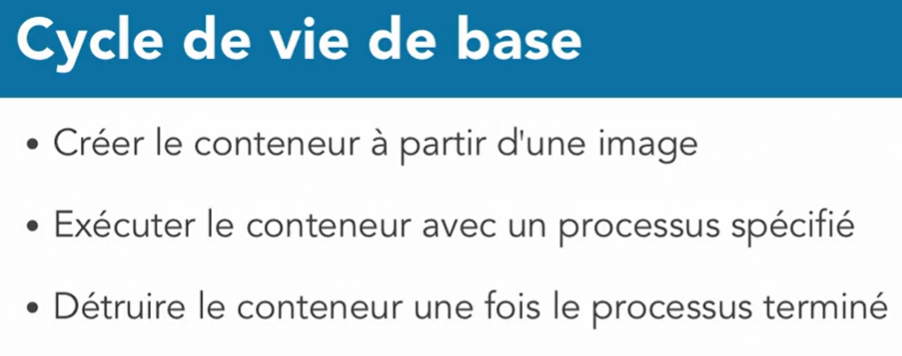 Cycle de vie de base
• Créer le conteneur à partir d'une image
• Exécuter le conteneur avec un processus spécifié
• Détruire le conteneur une fois le processus terminé